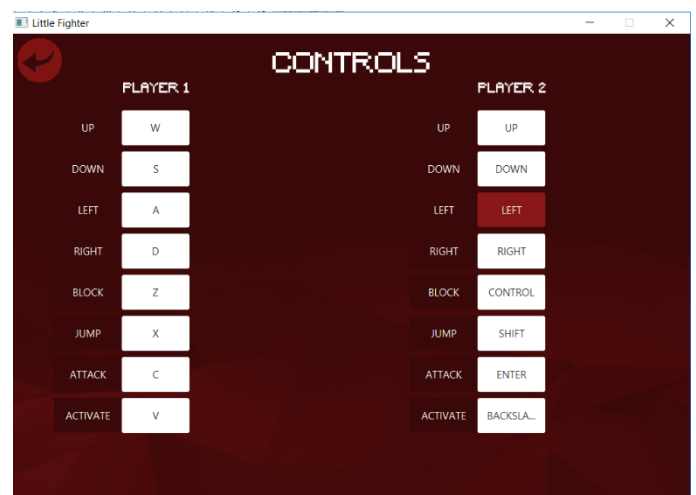 Little Fighter
CONTROLS
PLAYER 1 PLAYER 2
UP W UP UP
DOWN S DOWN DOWN
LEFT A LEFT LEFT
RIGHT D RIGHT RIGHT
BLOCK Z BLOCK CONTROL
JUMP X JUMP SHIFT
ATTACK C ATTACK ENTER
ACTIVATE V ACTIVATE BACKSLA...